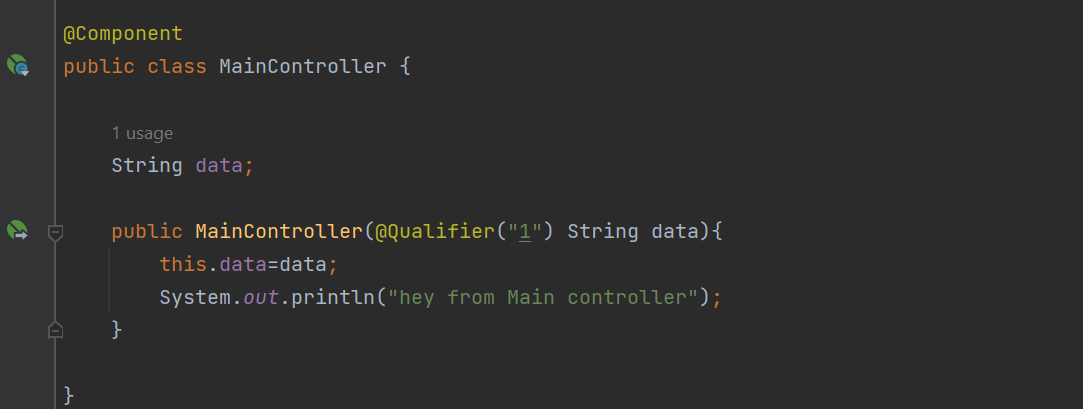 @Component
public class MainController {
1 usage
String data;
public MainController(@Qualifier("1") String data){
this.data=data;
System.out.println("hey from Main controller");
}
}